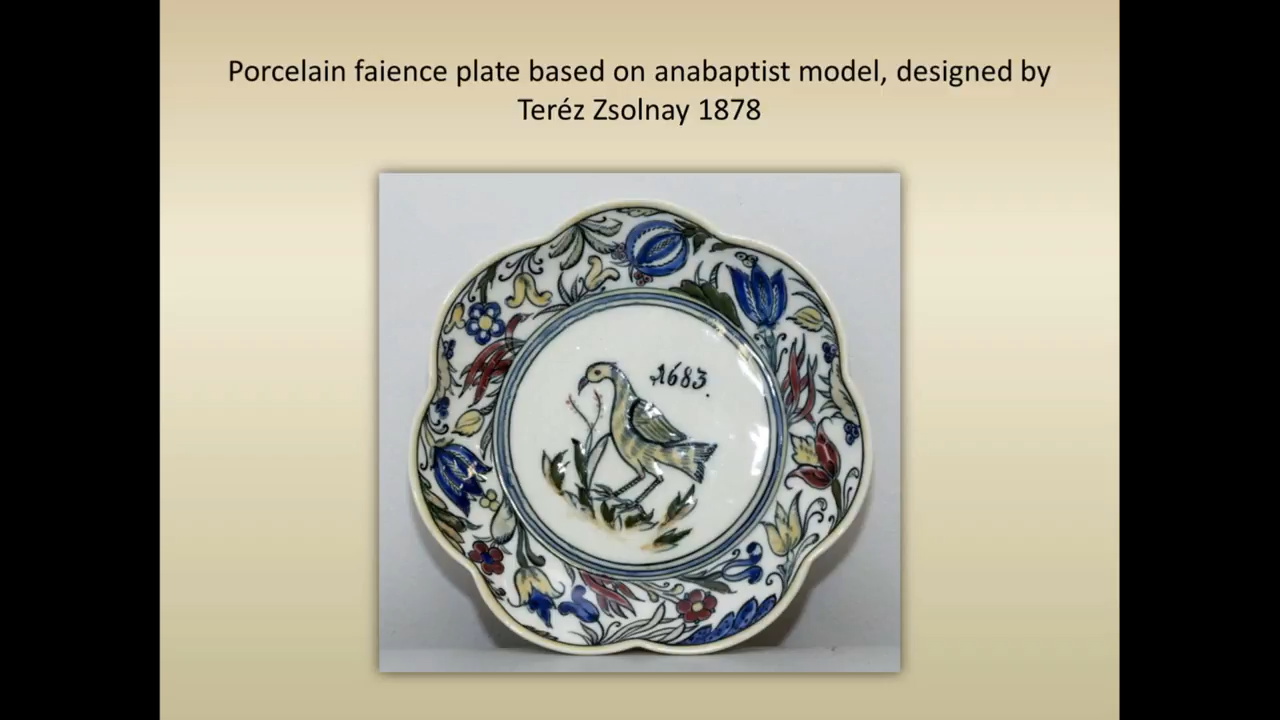 Porcelain faience plate based on anabaptist model, designed by
Teréz Zsolnay 1878
1683.